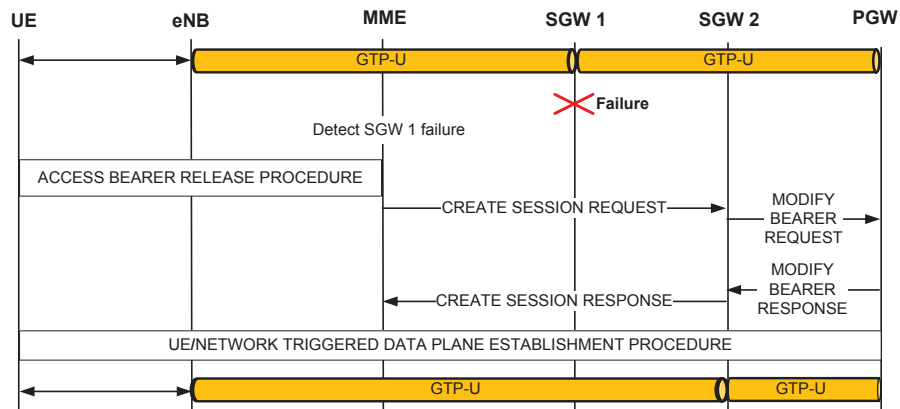 UE eNB MME SGW 1 SGW 2 PGW
GTP-U GTP-U
Failure
Detect SGW 1 failure
ACCESS BEARER RELEASE PROCEDURE
CREATE SESSION REQUEST
MODIFY
BEARER
REQUEST
MODIFY
BEARER
RESPONSE
CREATE SESSION RESPONSE
UE/NETWORK TRIGGERED DATA PLANE ESTABLISHMENT PROCEDURE
GTP-U GTP-U